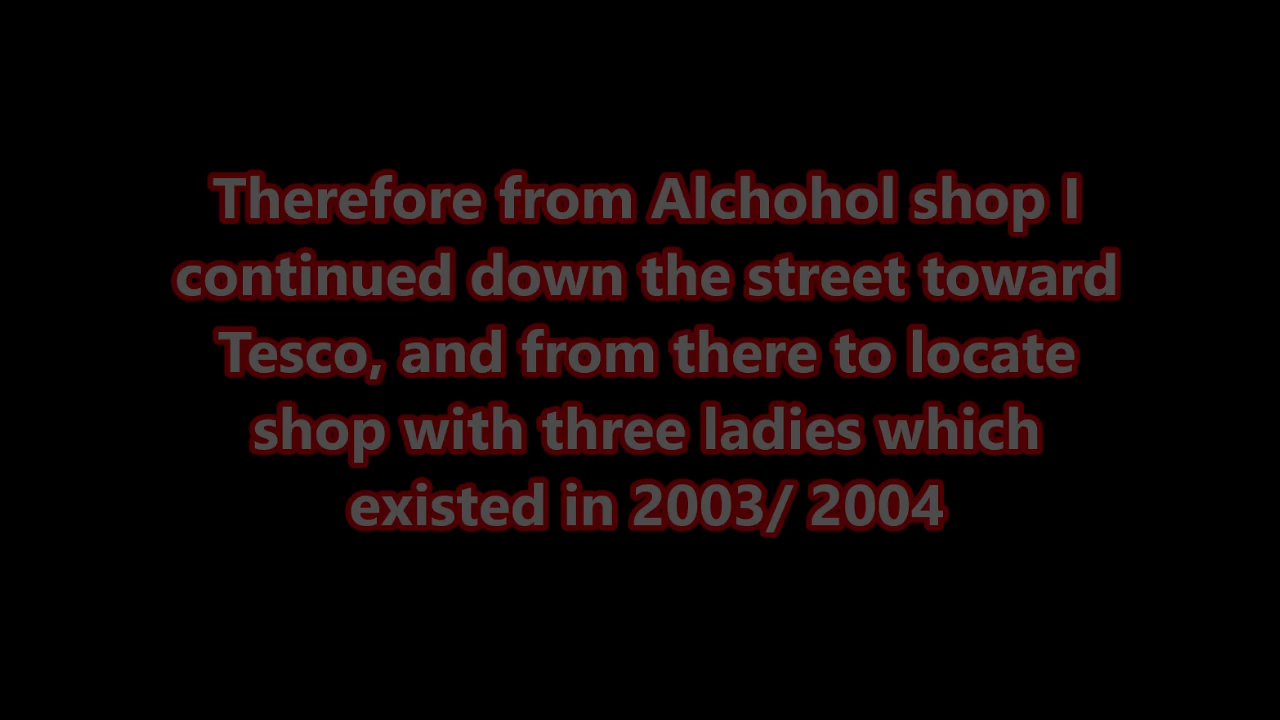 Therefore from Alchohol shop I
continued down the street toward
Tesco, and from there to locate
shop with three ladies which
existed in 2003/ 2004